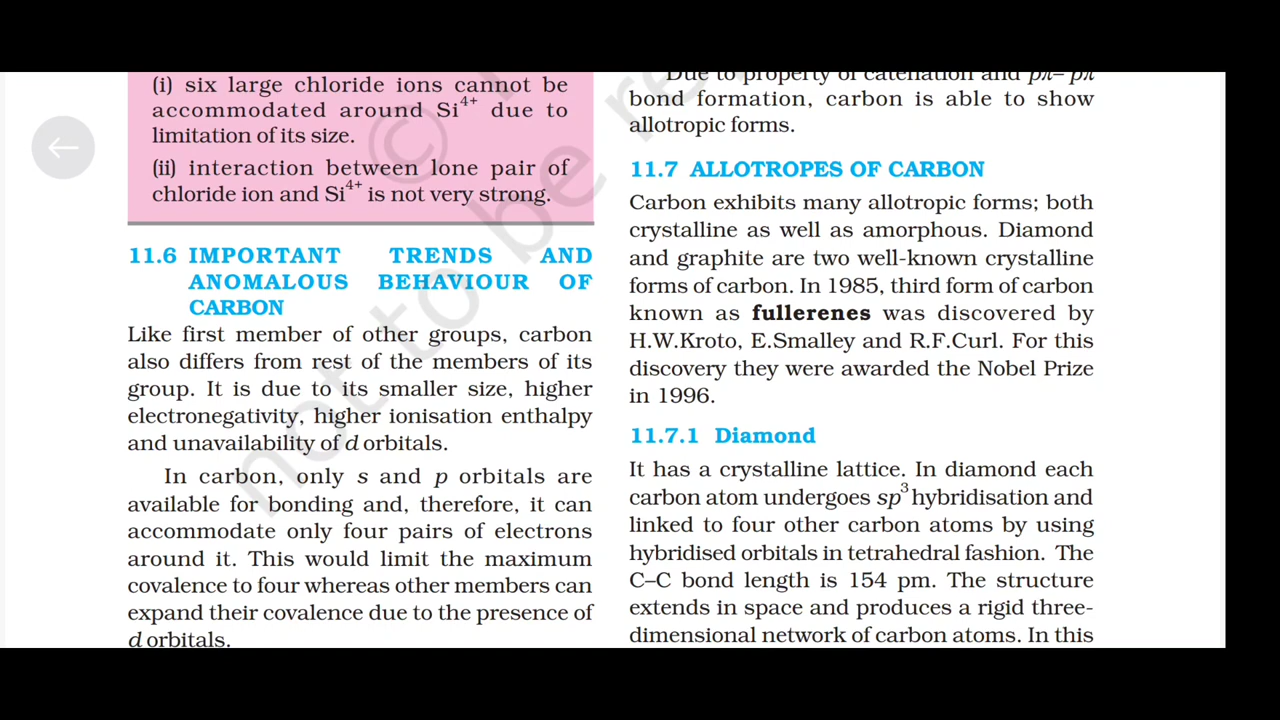 (i) six large chloride ions cannot be
accommodated around Si⁴⁺ due to
limitation of its size.
(ii) interaction between lone pair of
chloride ion and Si⁴⁺ is not very strong.
11.6 IMPORTANT TRENDS AND
ANOMALOUS BEHAVIOUR OF
CARBON
Like first member of other groups, carbon
also differs from rest of the members of its
group. It is due to its smaller size, higher
electronegativity, higher ionisation enthalpy
and unavailability of d orbitals.
In carbon, only s and p orbitals are
available for bonding and, therefore, it can
accommodate only four pairs of electrons
around it. This would limit the maximum
covalence to four whereas other members can
expand their covalence due to the presence of
d orbitals.
Due to property of catenation and pπ– pπ
bond formation, carbon is able to show
allotropic forms.
11.7 ALLOTROPES OF CARBON
Carbon exhibits many allotropic forms; both
crystalline as well as amorphous. Diamond
and graphite are two well-known crystalline
forms of carbon. In 1985, third form of carbon
known as fullerenes was discovered by
H.W.Kroto, E.Smalley and R.F.Curl. For this
discovery they were awarded the Nobel Prize
in 1996.
11.7.1 Diamond
It has a crystalline lattice. In diamond each
carbon atom undergoes sp³ hybridisation and
linked to four other carbon atoms by using
hybridised orbitals in tetrahedral fashion. The
C–C bond length is 154 pm. The structure
extends in space and produces a rigid three-
dimensional network of carbon atoms. In this
©
not to be re